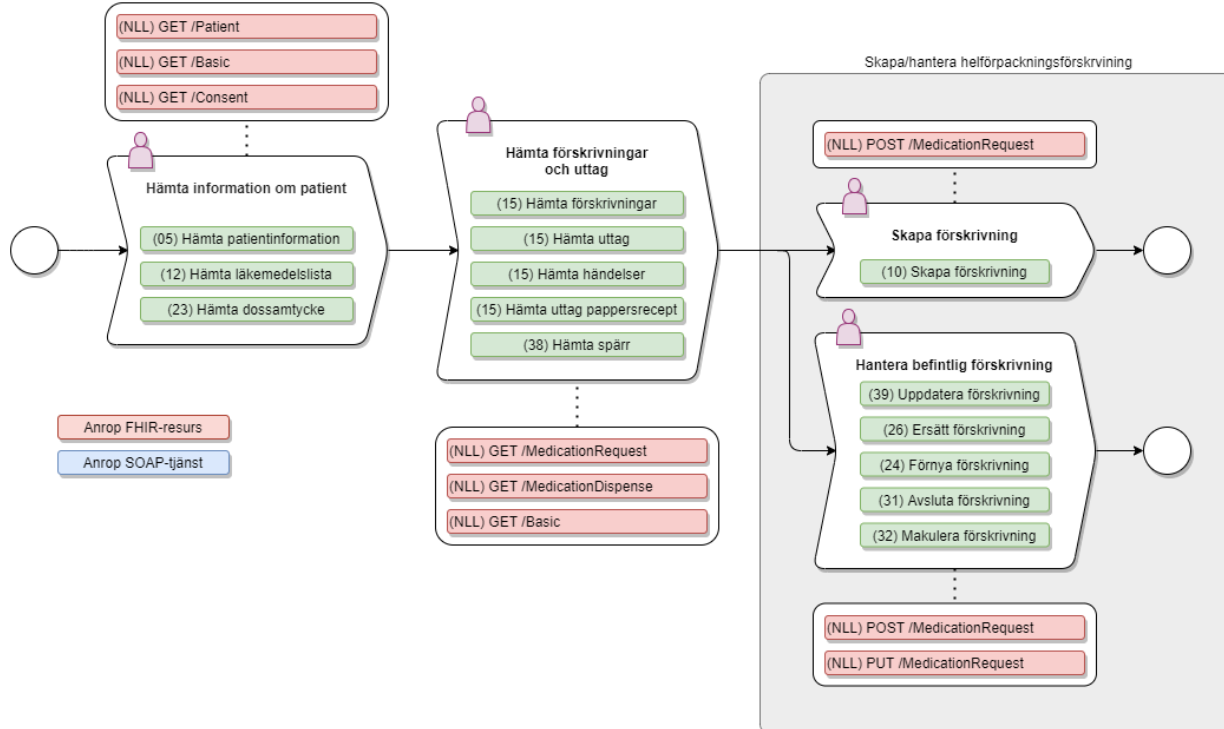 (NLL) GET /Patient
(NLL) GET /Basic
(NLL) GET /Consent
Hämta information om patient
(05) Hämta patientinformation
(12) Hämta läkemedelslista
(23) Hämta dossamtycke
Anrop FHIR-resurs
Anrop SOAP-tjänst
Hämta förskrivningar
och uttag
(15) Hämta förskrivningar
(15) Hämta uttag
(15) Hämta händelser
(15) Hämta uttag pappersrecept
(38) Hämta spärr
(NLL) GET /MedicationRequest
(NLL) GET /MedicationDispense
(NLL) GET /Basic
Skapa/hantera helförpackningsförskrvining
(NLL) POST /MedicationRequest
Skapa förskrivning
(10) Skapa förskrivning
Hantera befintlig förskrivning
(39) Uppdatera förskrivning
(26) Ersätt förskrivning
(24) Förnya förskrivning
(31) Avsluta förskrivning
(32) Makulera förskrivning
(NLL) POST /MedicationRequest
(NLL) PUT /MedicationRequest